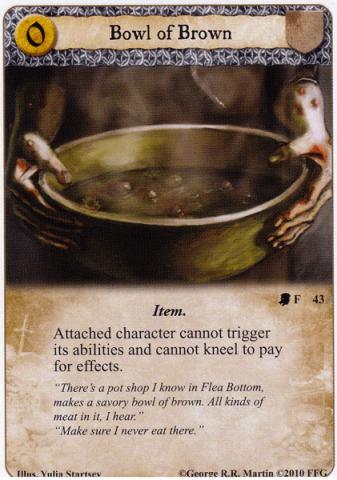 0
Bowl of Brown
F 43
Item.
Attached character cannot trigger
its abilities and cannot kneel to pay
for effects.
“There’s a pot shop I know in Flea Bottom,
makes a savory bowl of brown. All kinds of
meat in it, I hear.”
“Make sure I never eat there.”
Illus. Yulia Startsev ©George R.R. Martin ©2010 FFG